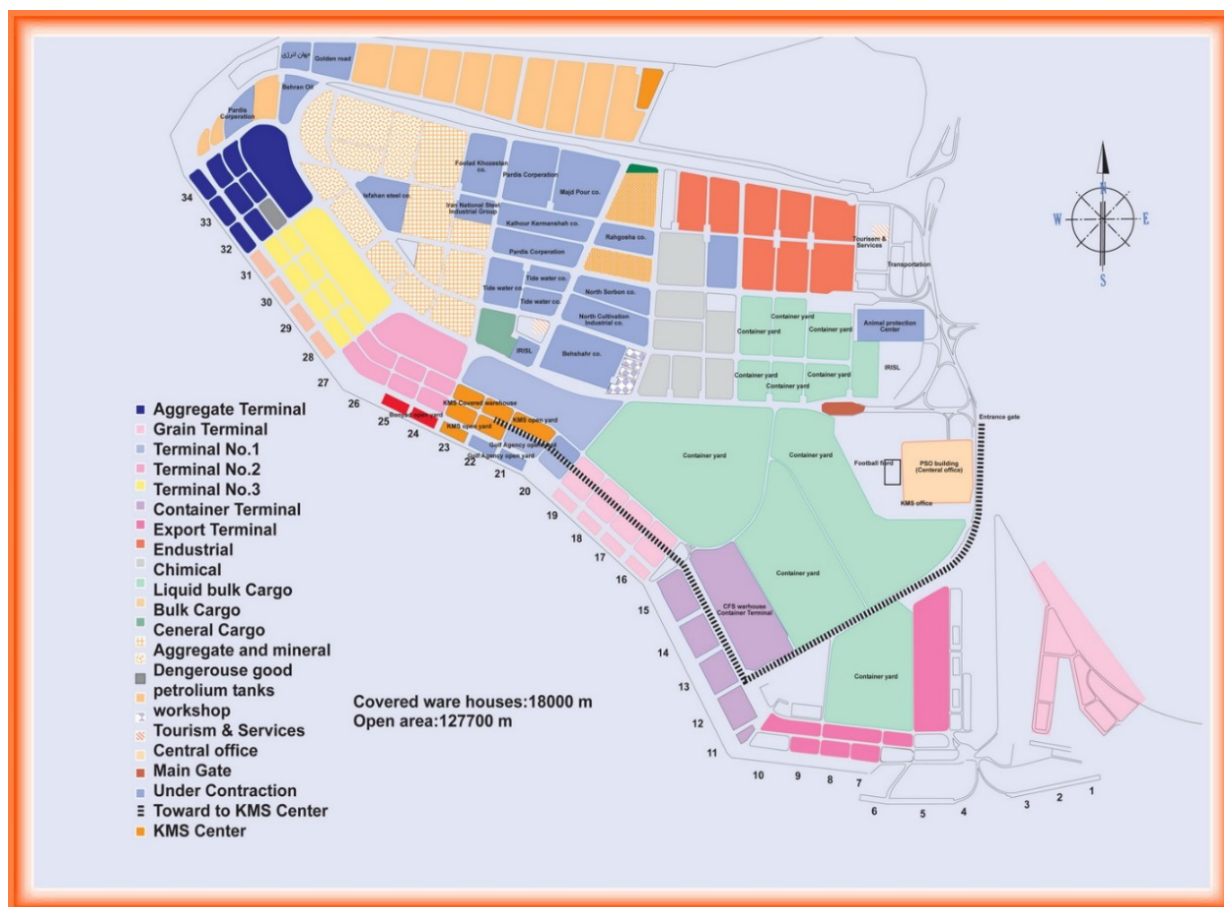 جهان انرژی
Golden road
Bahran Oil
Pardis
Corporation
Foolad Khozestan
co.
Pardis Corporation
Majd Pour co.
Isfahan steel co.
Iran National Steel
Industrial Group
Kalhour Kermanshah co.
Rahgosha co.
Pardis Corporation
Tide water co.
Tide water co.
Tide water co.
North Sorbon co.
North Cultivation
Industrial co.
IRISL
Behshahr co.
Tourisem &
Services
Transportation
Container yard
Container yard
Container yard
Animal protection
Center
IRISL
Container yard
Container yard
Container yard
N
W
E
S
34
33
32
31
30
29
28
27
26
25
24
23
22
21
20
19
18
17
16
15
14
13
12
11
10
9
8
7
6
5
4
3
2
1
open yard
KMS Covered warehouse
KMS open yard
KMS open yard
Golf Agency open yard
Golf Agency open yard
Container yard
Container yard
Container yard
Container yard
Entrance gate
Football field
PSO building
(Centeral office)
KMS office
CFS warhouse
Container Terminal
Aggregate Terminal
Grain Terminal
Terminal No.1
Terminal No.2
Terminal No.3
Container Terminal
Export Terminal
Endustrial
Chimical
Liquid bulk Cargo
Bulk Cargo
Ceneral Cargo
Aggregate and mineral
Dengerouse good
petrolium tanks
workshop
Tourism & Services
Central office
Main Gate
Under Contraction
Toward to KMS Center
KMS Center
Covered ware houses:18000 m
Open area:127700 m